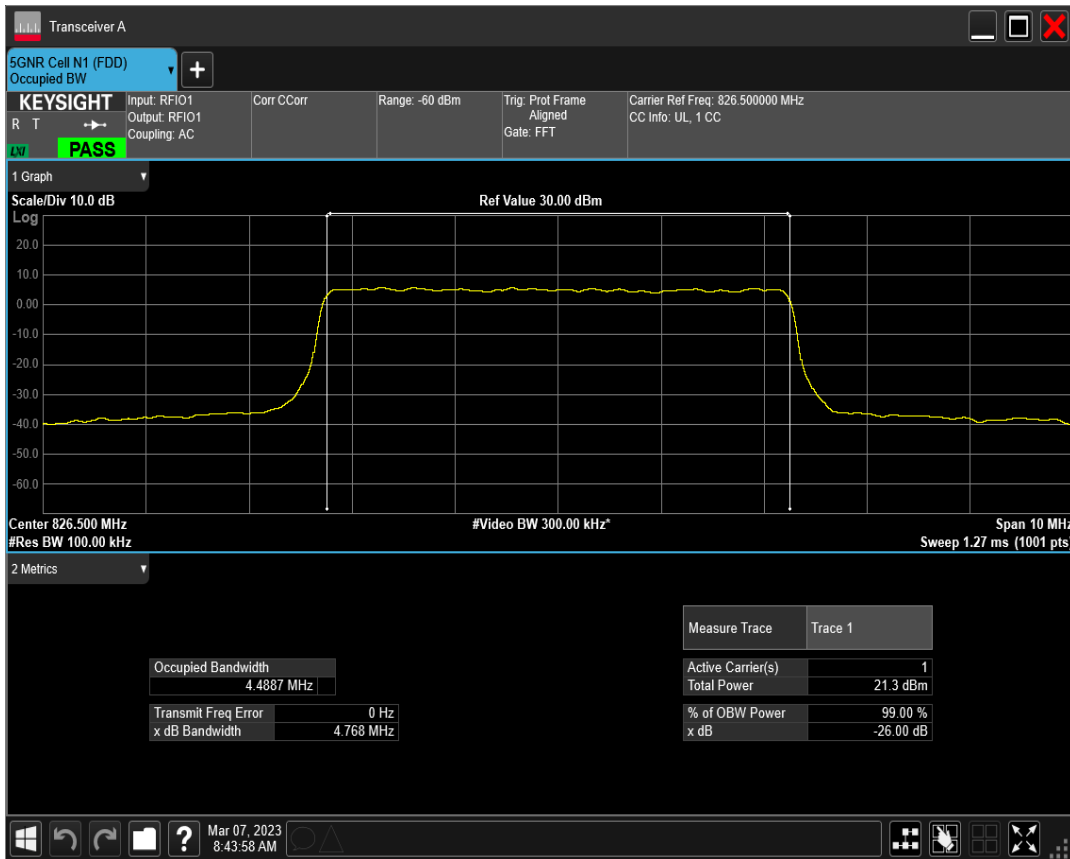 Transceiver A
5GNR Cell N1 (FDD)
Occupied BW
+
KEYSIGHT
R T
LXI
PASS
Input: RFIO1
Output: RFIO1
Coupling: AC
Corr CCorr
Range: -60 dBm
Trig: Prot Frame
Aligned
Gate: FFT
Carrier Ref Freq: 826.500000 MHz
CC Info: UL, 1 CC
1 Graph
Scale/Div 10.0 dB
Ref Value 30.00 dBm
Log
20.0
10.0
0.00
-10.0
-20.0
-30.0
-40.0
-50.0
-60.0
Center 826.500 MHz
#Video BW 300.00 kHz*
Span 10 MHz
#Res BW 100.00 kHz
Sweep 1.27 ms (1001 pts)
2 Metrics
Measure Trace Trace 1
Occupied Bandwidth
4.4887 MHz
Transmit Freq Error 0 Hz
x dB Bandwidth 4.768 MHz
Active Carrier(s) 1
Total Power 21.3 dBm
% of OBW Power 99.00 %
x dB -26.00 dB
?
Mar 07, 2023
8:43:58 AM